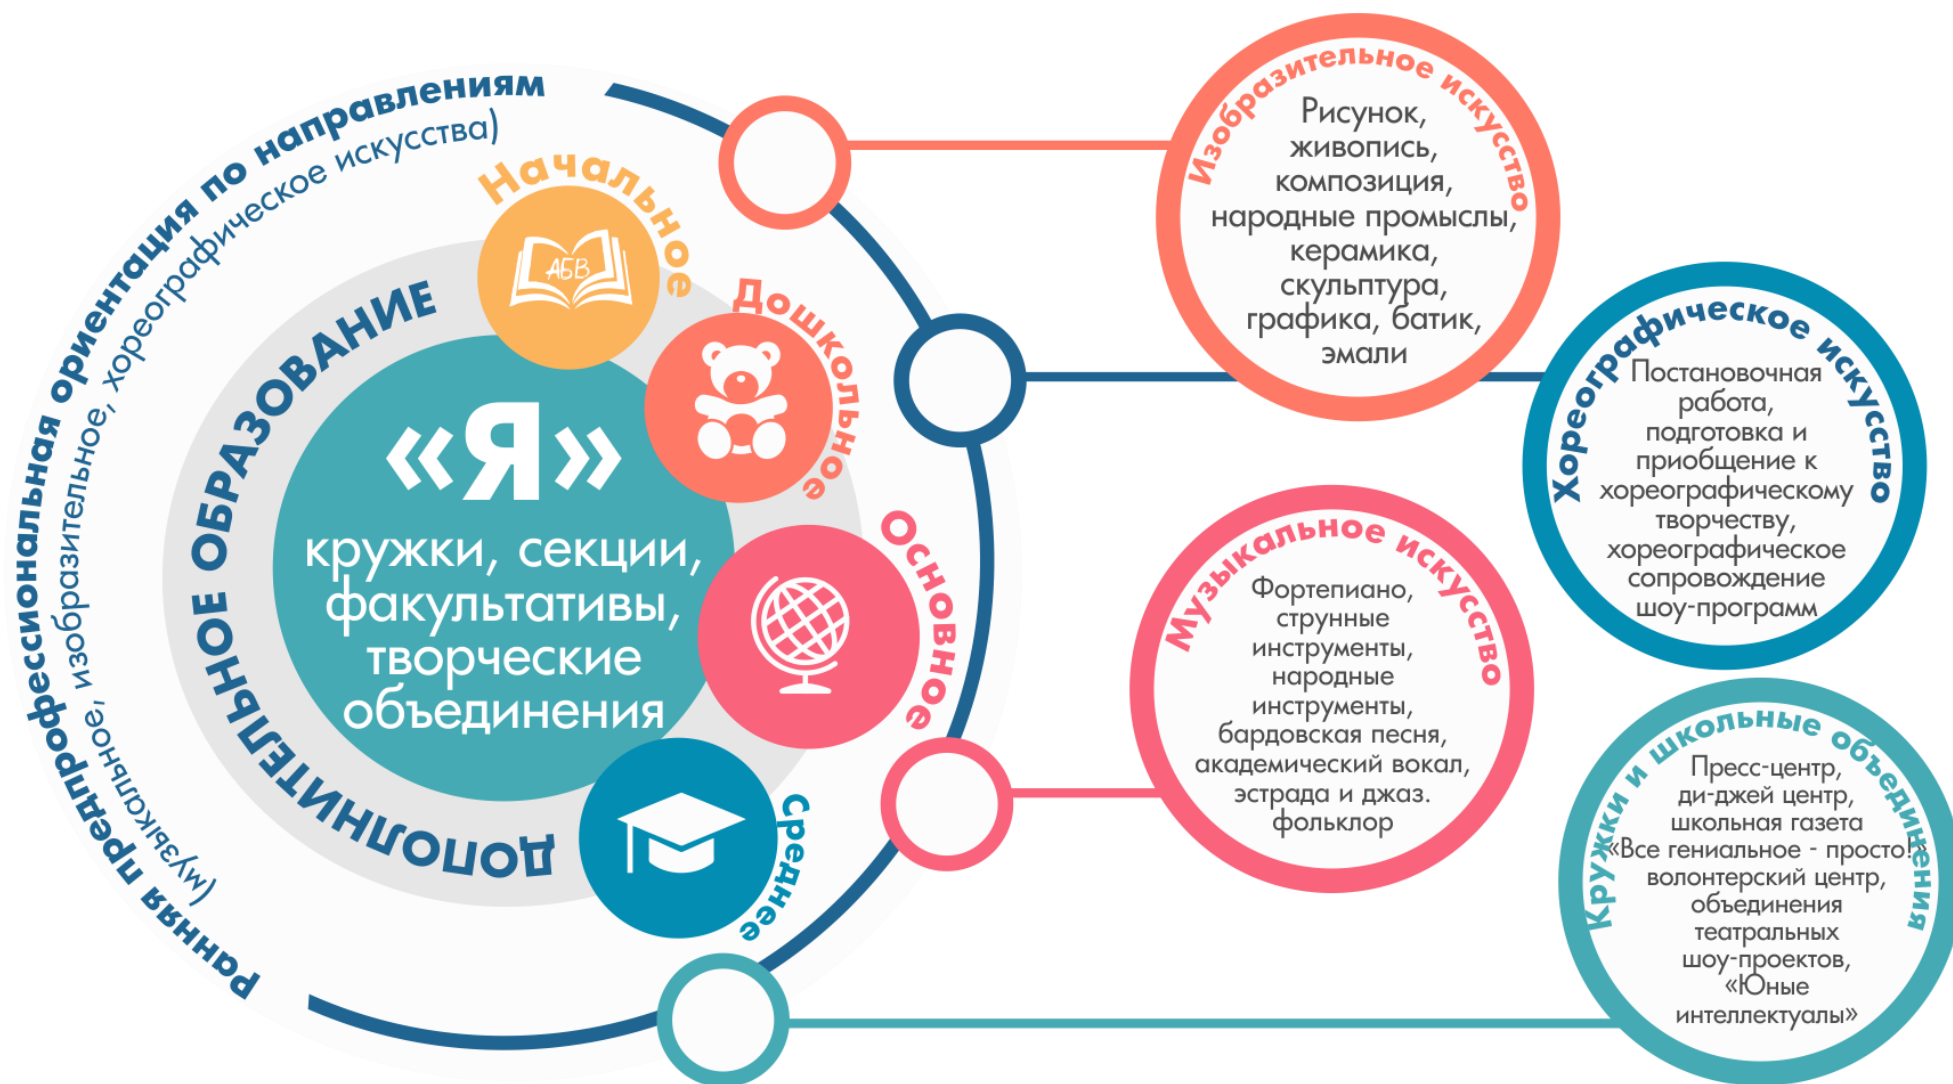 Ранняя предпрофессиональная ориентация по направлениям
(музыкальное, изобразительное, хореографическое искусства)
ДОПОЛНИТЕЛЬНОЕ ОБРАЗОВАНИЕ
Начальное
АБВ
Дошкольное
Основное
Среднее
«Я»
кружки, секции,
факультативы,
творческие
объединения
Изобразительное искусство
Рисунок,
живопись,
композиция,
народные промыслы,
керамика,
скульптура,
графика, батик,
эмали
Хореографическое искусство
Постановочная
работа,
подготовка и
приобщение к
хореографическому
творчеству,
хореографическое
сопровождение
шоу-программ
Музыкальное искусство
Фортепиано,
струнные
инструменты,
народные
инструменты,
бардовская песня,
академический вокал,
эстрада и джаз.
фольклор
Кружки и школьные объединения
Пресс-центр,
ди-джей центр,
школьная газета
«Все гениальное - просто!»
волонтерский центр,
объединения
театральных
шоу-проектов,
«Юные
интеллектуалы»